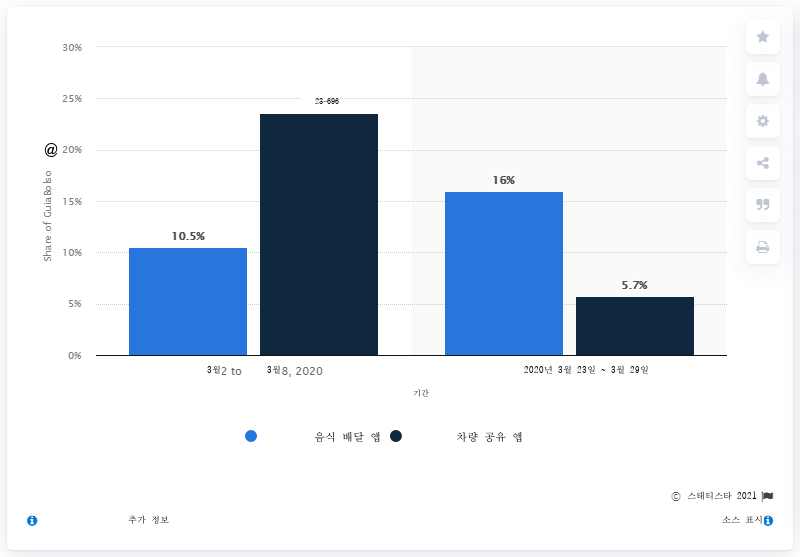 30%
25%
23-696
@ 20%
16%
15%
Share of GuiaBolso
10.5%
10%
5.7%
5%
0%
3월2 to 3월8, 2020
2020년 3월 23일 ~ 3월 29일
기간
음식 배달 앱 차량 공유 앱
© 스태티스타 2021
추가 정보
소스 표시